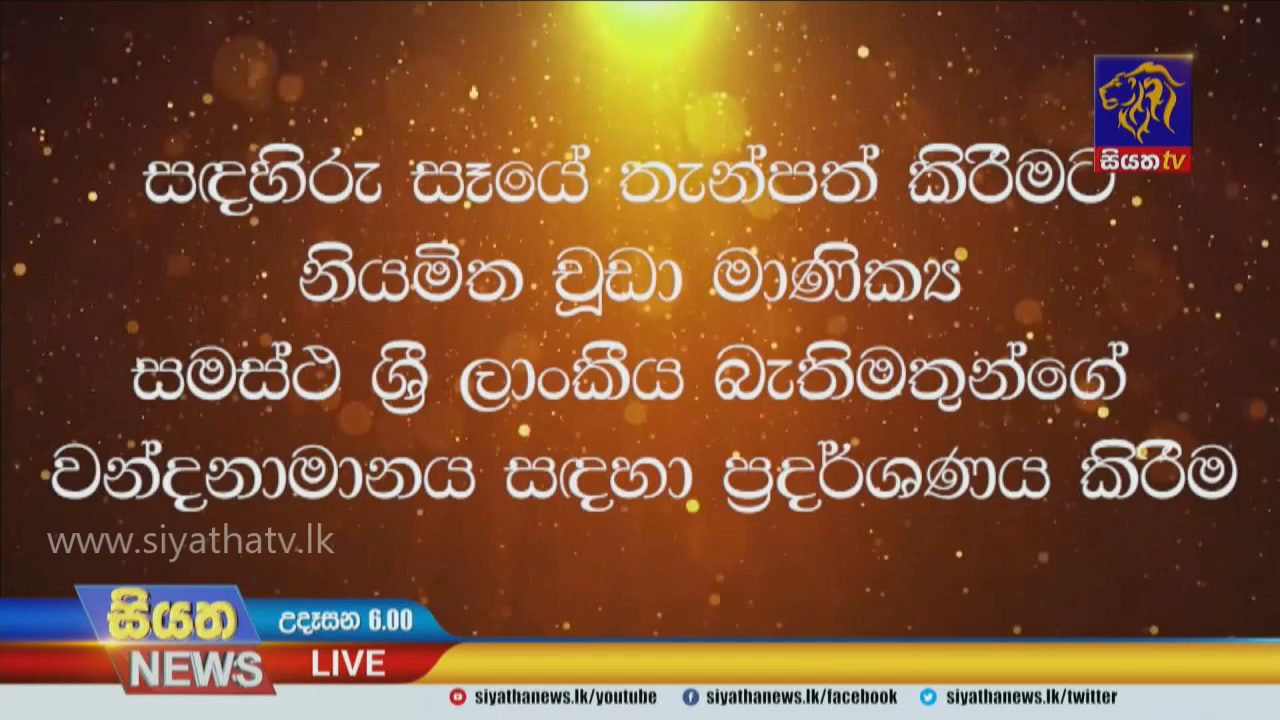 සියත tv
සඳහිරු සෑයේ තැන්පත් කිරීමට
නියමිත චූඩා මාණික්‍ය
සමස්ථ ශ්‍රී ලාංකීය බැතිමතුන්ගේ
වන්දනාමානය සඳහා ප්‍රදර්ශණය කිරීම
www.siyathatv.lk
සියත
NEWS
උදෑසන 6.00
LIVE
siyathanews.lk/youtube siyathanews.lk/facebook siyathanews.lk/twitter